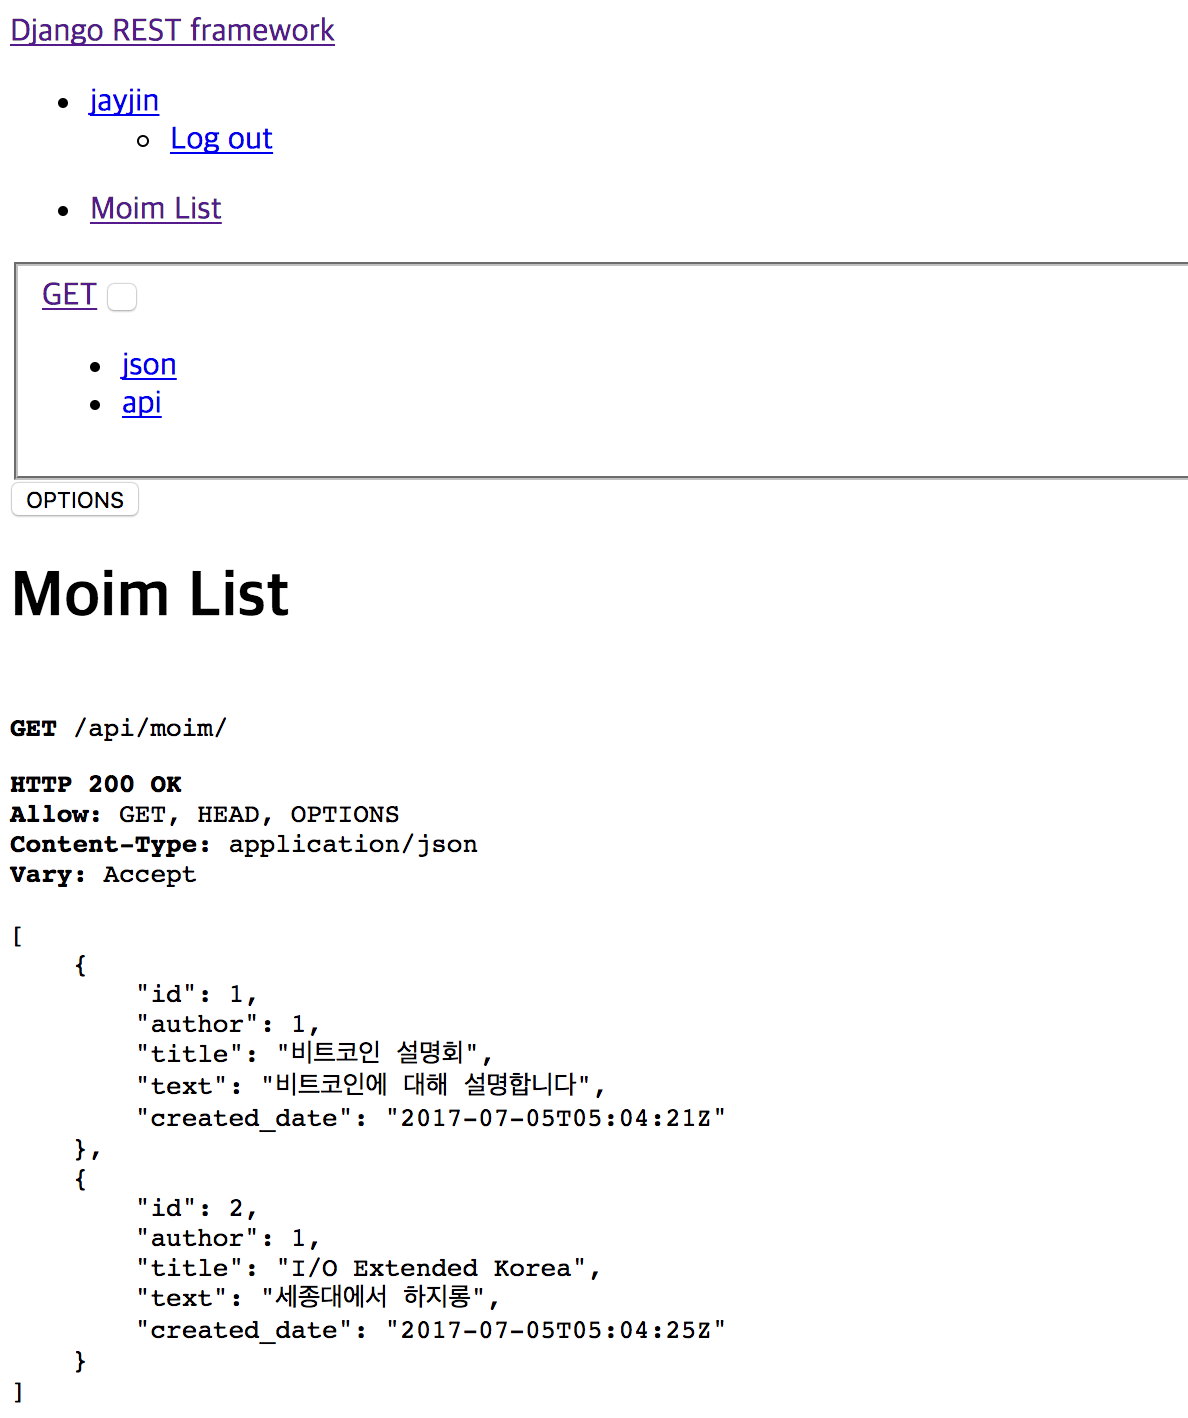 Django REST framework
jayjin
Log out
Moim List
GET
json
api
OPTIONS
Moim List
GET /api/moim/
HTTP 200 OK
Allow: GET, HEAD, OPTIONS
Content-Type: application/json
Vary: Accept
[
    {
        "id": 1,
        "author": 1,
        "title": "비트코인 설명회",
        "text": "비트코인에 대해 설명합니다",
        "created_date": "2017-07-05T05:04:21Z"
    },
    {
        "id": 2,
        "author": 1,
        "title": "I/O Extended Korea",
        "text": "세종대에서 하지롱",
        "created_date": "2017-07-05T05:04:25Z"
    }
]